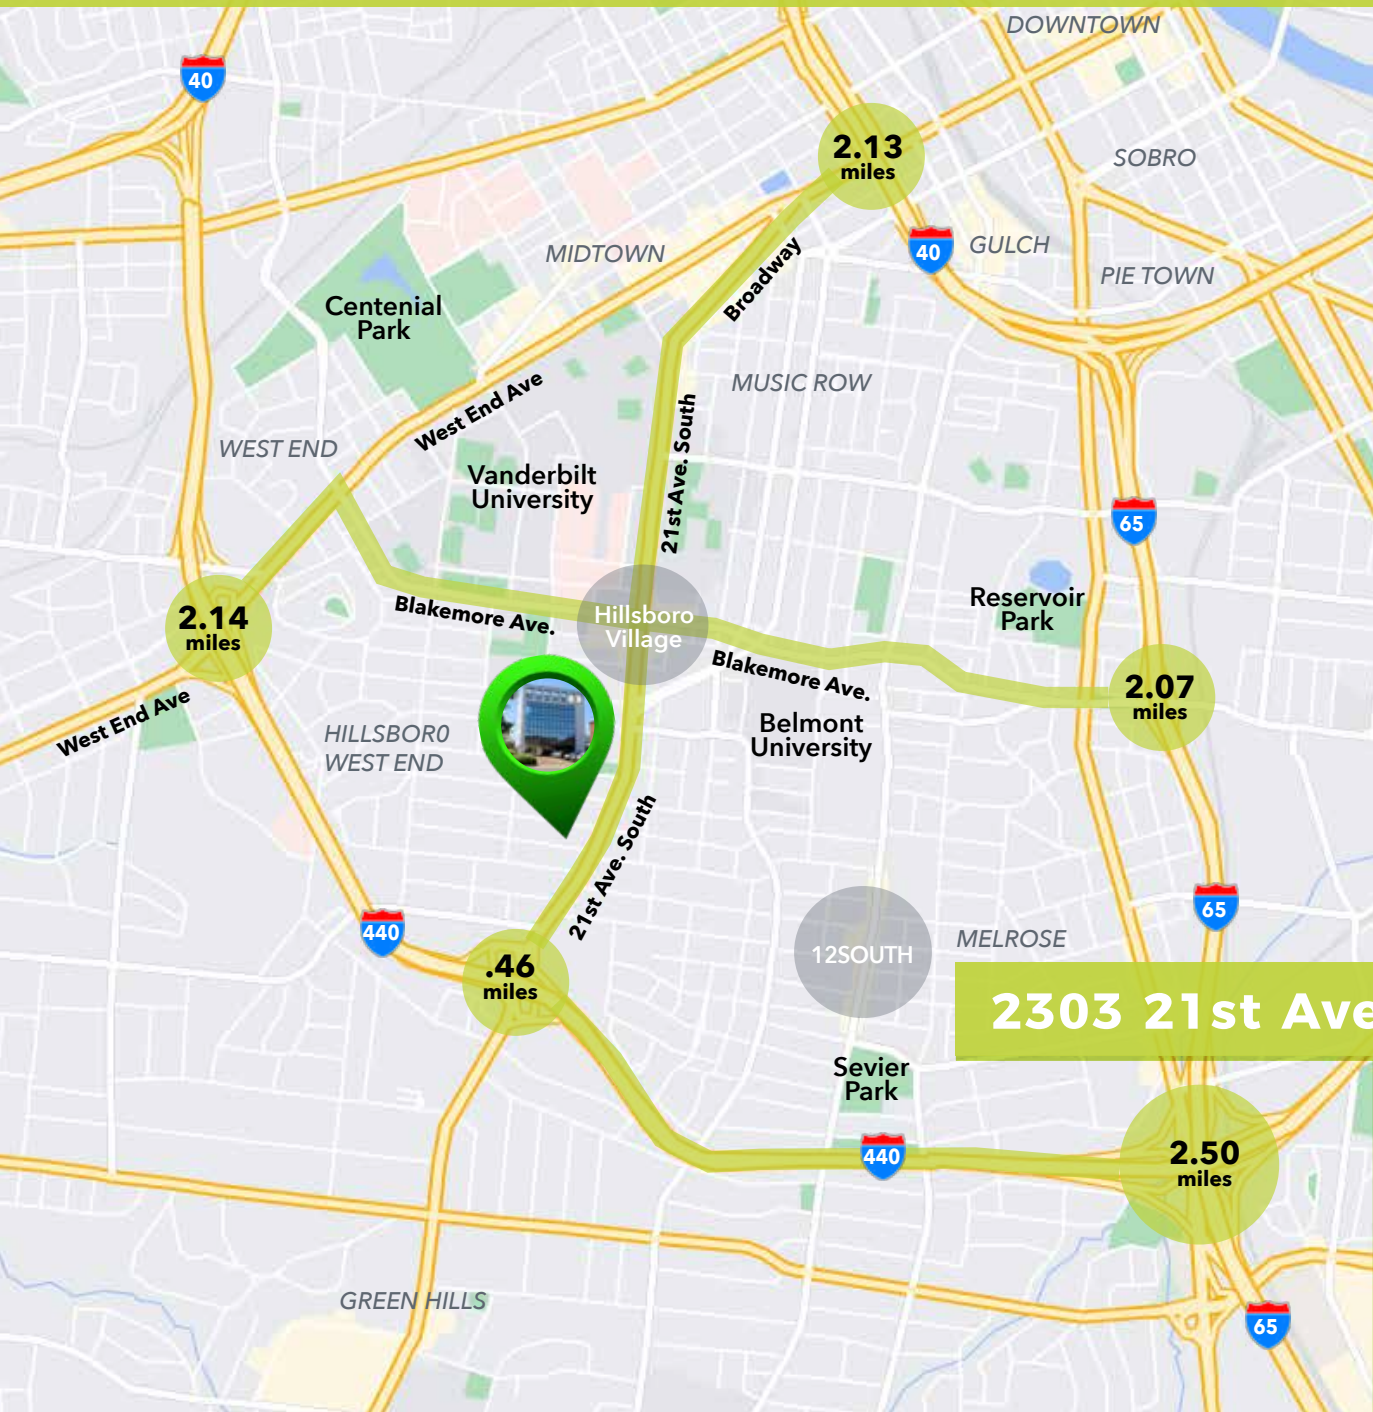 DOWNTOWN
40
2.13
miles
SOBRO
MIDTOWN
40
GULCH
Broadway
PIE TOWN
Centenial
Park
West End Ave
MUSIC ROW
21st Ave. South
WEST END
Vanderbilt
University
65
2.14
miles
Blakemore Ave.
Hillsboro
Village
Reservoir
Park
Blakemore Ave.
2.07
miles
West End Ave
HILLSBOR0
WEST END
Belmont
University
21st Ave. South
440
65
.46
miles
12SOUTH
MELROSE
2303 21st Ave
Sevier
Park
440
2.50
miles
GREEN HILLS
65